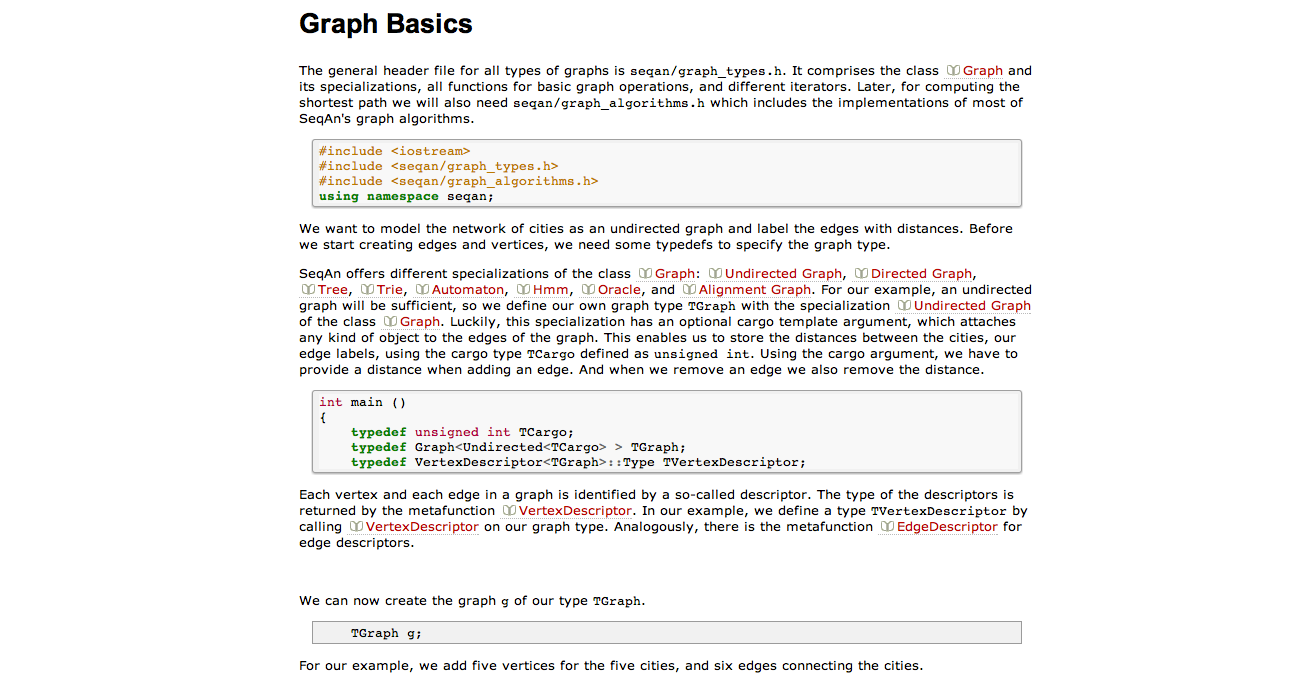 Graph Basics
The general header file for all types of graphs is seqan/graph_types.h. It comprises the class Graph and
its specializations, all functions for basic graph operations, and different iterators. Later, for computing the
shortest path we will also need seqan/graph_algorithms.h which includes the implementations of most of
SeqAn's graph algorithms.
#include <iostream>
#include <seqan/graph_types.h>
#include <seqan/graph_algorithms.h>
using namespace seqan;
We want to model the network of cities as an undirected graph and label the edges with distances. Before
we start creating edges and vertices, we need some typedefs to specify the graph type.
SeqAn offers different specializations of the class Graph: Undirected Graph, Directed Graph,
Tree, Trie, Automaton, Hmm, Oracle, and Alignment Graph. For our example, an undirected
graph will be sufficient, so we define our own graph type TGraph with the specialization Undirected Graph
of the class Graph. Luckily, this specialization has an optional cargo template argument, which attaches
any kind of object to the edges of the graph. This enables us to store the distances between the cities, our
edge labels, using the cargo type TCargo defined as unsigned int. Using the cargo argument, we have to
provide a distance when adding an edge. And when we remove an edge we also remove the distance.
int main ()
{
    typedef unsigned int TCargo;
    typedef Graph<Undirected<TCargo> > TGraph;
    typedef VertexDescriptor<TGraph>::Type TVertexDescriptor;
Each vertex and each edge in a graph is identified by a so-called descriptor. The type of the descriptors is
returned by the metafunction VertexDescriptor. In our example, we define a type TVertexDescriptor by
calling VertexDescriptor on our graph type. Analogously, there is the metafunction EdgeDescriptor for
edge descriptors.
We can now create the graph g of our type TGraph.
    TGraph g;
For our example, we add five vertices for the five cities, and six edges connecting the cities.